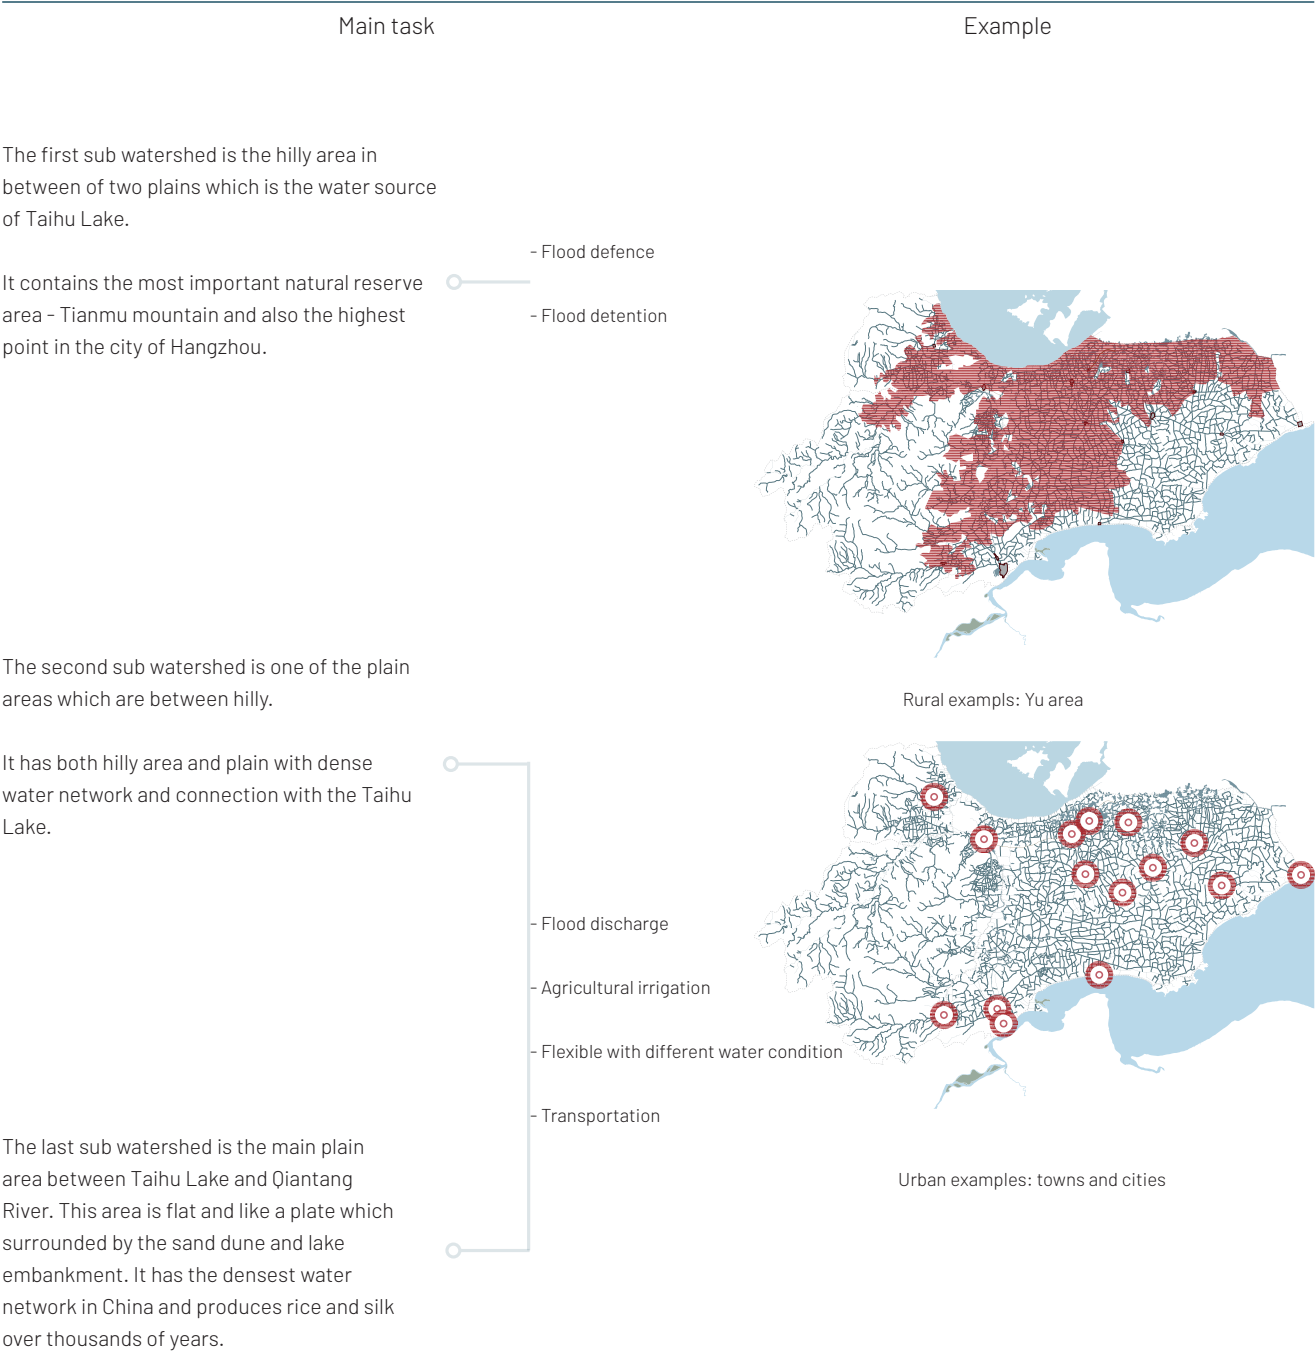 Main task
Example
The first sub watershed is the hilly area in
between of two plains which is the water source
of Taihu Lake.
It contains the most important natural reserve
area - Tianmu mountain and also the highest
point in the city of Hangzhou.
- Flood defence
- Flood detention
Rural exampls: Yu area
The second sub watershed is one of the plain
areas which are between hilly.
It has both hilly area and plain with dense
water network and connection with the Taihu
Lake.
- Flood discharge
- Agricultural irrigation
- Flexible with different water condition
- Transportation
Urban examples: towns and cities
The last sub watershed is the main plain
area between Taihu Lake and Qiantang
River. This area is flat and like a plate which
surrounded by the sand dune and lake
embankment. It has the densest water
network in China and produces rice and silk
over thousands of years.